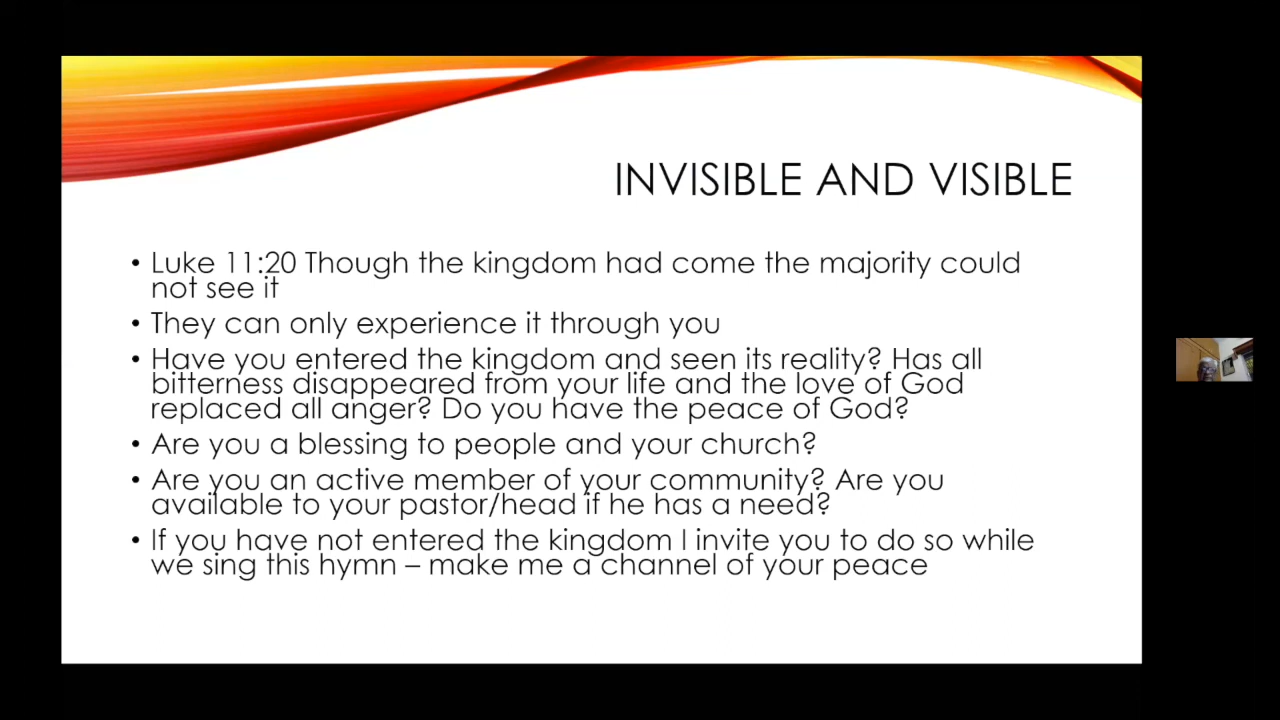 INVISIBLE AND VISIBLE
• Luke 11:20 Though the kingdom had come the majority could
not see it
• They can only experience it through you
• Have you entered the kingdom and seen its reality? Has all
bitterness disappeared from your life and the love of God
replaced all anger? Do you have the peace of God?
• Are you a blessing to people and your church?
• Are you an active member of your community? Are you
available to your pastor/head if he has a need?
• If you have not entered the kingdom I invite you to do so while
we sing this hymn – make me a channel of your peace